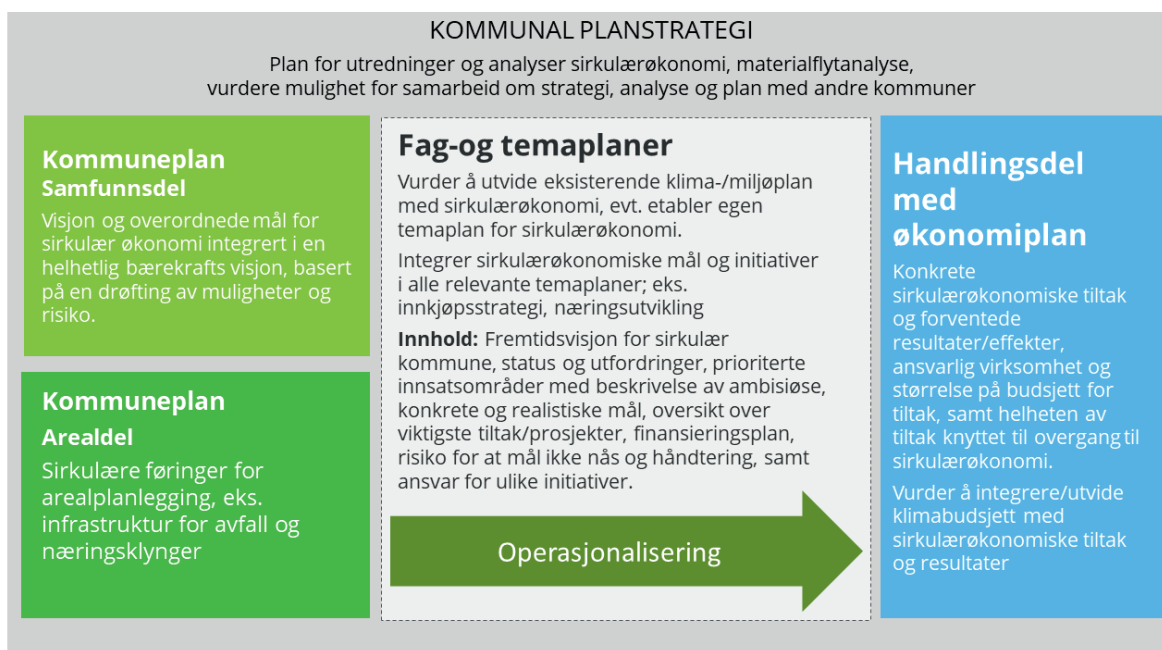 KOMMUNAL PLANSTRATEGI
Plan for utredninger og analyser sirkulærøkonomi, materialflytanalyse,
vurdere mulighet for samarbeid om strategi, analyse og plan med andre kommuner
Kommuneplan
Samfunnsdel
Visjon og overordnede mål for
sirkulær økonomi integrert i en
helhetlig bærekrafts visjon, basert
på en drøfting av muligheter og
risiko.
Kommuneplan
Arealdel
Sirkulære føringer for
arealplanlegging, eks.
infrastruktur for avfall og
næringsklynger
Fag-og temaplaner
Vurder å utvide eksisterende klima-/miljøplan
med sirkulærøkonomi, evt. etabler egen
temaplan for sirkulærøkonomi.
Integrer sirkulærøkonomiske mål og initiativer
i alle relevante temaplaner; eks.
innkjøpsstrategi, næringsutvikling
Innhold: Fremtidsvisjon for sirkulær
kommune, status og utfordringer, prioriterte
innsatsområder med beskrivelse av ambisiøse,
konkrete og realistiske mål, oversikt over
viktigste tiltak/prosjekter, finansieringsplan,
risiko for at mål ikke nås og håndtering, samt
ansvar for ulike initiativer.
Operasjonalisering
Handlingsdel
med
økonomiplan
Konkrete
sirkulærøkonomiske tiltak
og forventede
resultater/effekter,
ansvarlig virksomhet og
størrelse på budsjett for
tiltak, samt helheten av
tiltak knyttet til overgang til
sirkulærøkonomi.
Vurder å integrere/utvide
klimabudsjett med
sirkulærøkonomiske tiltak
og resultater